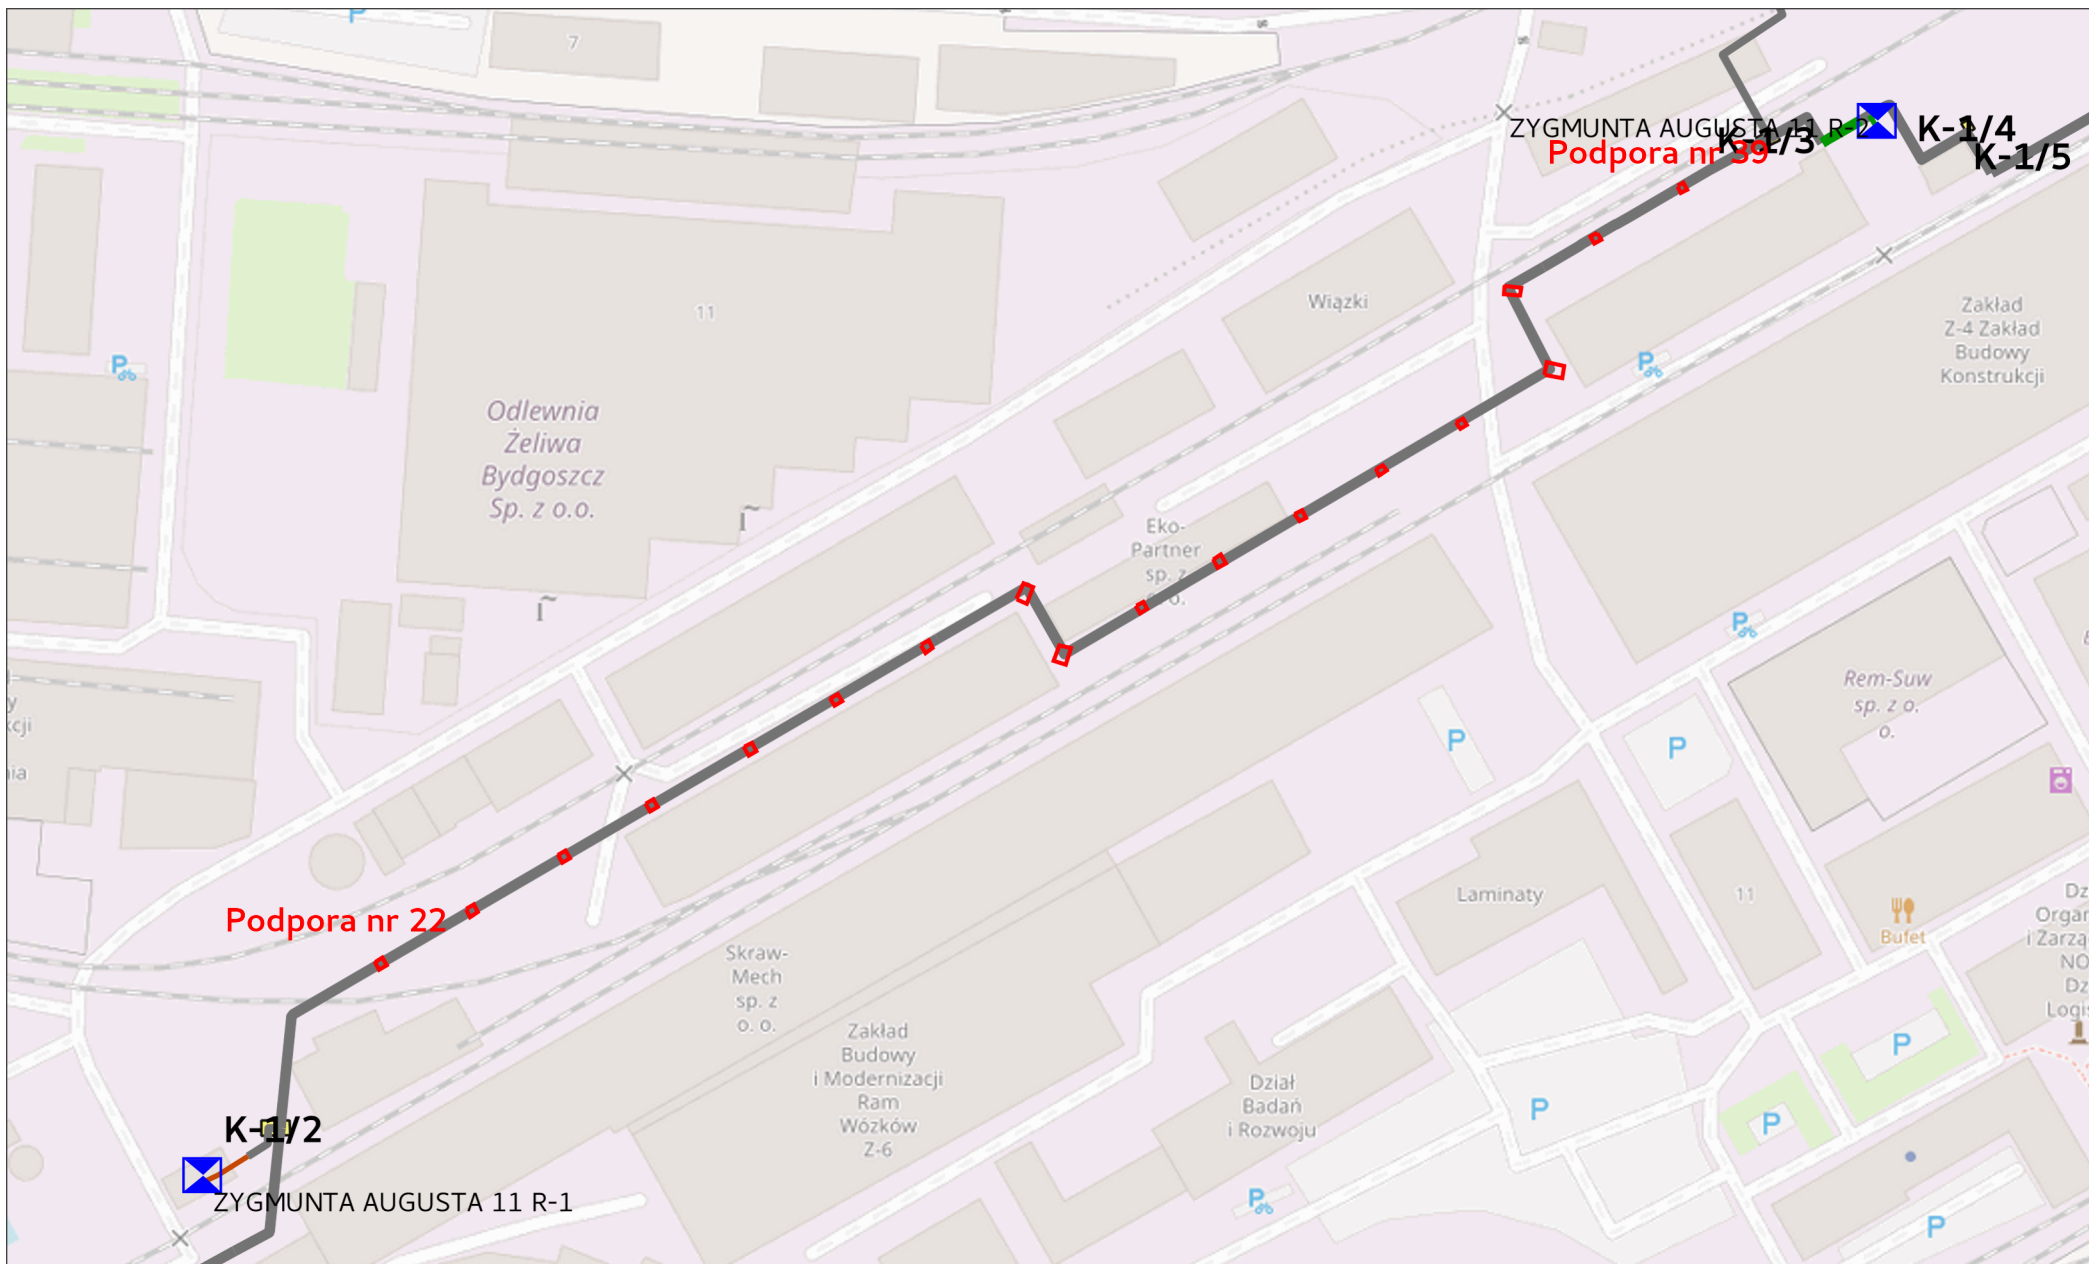 P
7
ZYGMUNTA AUGUSTA 11 R-2
K-1/3
K-1/4
K-1/5
Podpora nr 39
Wiązki
11
Zakład
Z-4 Zakład
Budowy
Konstrukcji
P
P
Odlewnia
Żeliwa
Bydgoszcz
Sp. z o.o.
Eko-
Partner
sp. z
o.
P
Rem-Suw
sp. z o.
o.
P
P
Laminaty
11
Bufet
Podpora nr 22
Skraw-
Mech
sp. z
o. o.
Zakład
Budowy
i Modernizacji
Ram
Wózków
Z-6
Dział
Badań
i Rozwoju
P
P
P
P
P
K-1/2
ZYGMUNTA AUGUSTA 11 R-1